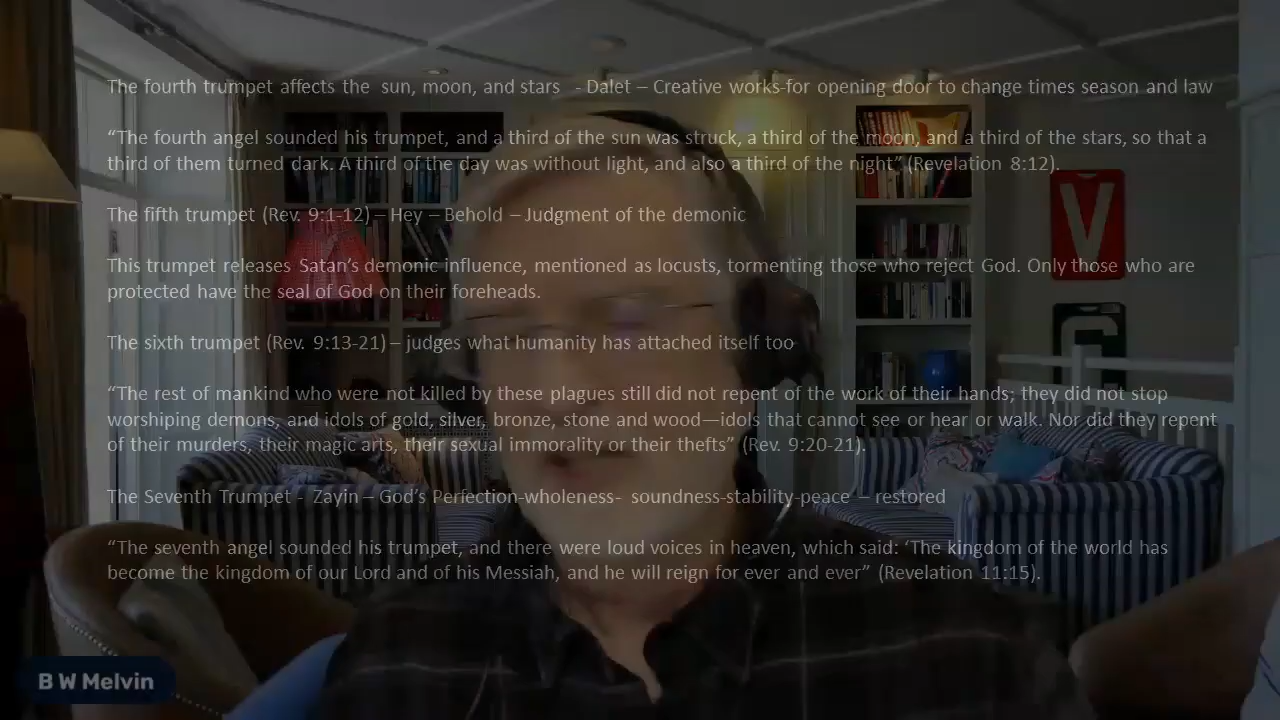 The fourth trumpet affects the sun, moon, and stars - Dalet – Creative works-for opening door to change times season and law
“The fourth angel sounded his trumpet, and a third of the sun was struck, a third of the moon, and a third of the stars, so that a
third of them turned dark. A third of the day was without light, and also a third of the night” (Revelation 8:12).
The fifth trumpet (Rev. 9:1-12) – Hey – Behold – Judgment of the demonic
This trumpet releases Satan’s demonic influence, mentioned as locusts, tormenting those who reject God. Only those who are
protected have the seal of God on their foreheads.
The sixth trumpet (Rev. 9:13-21) – judges what humanity has attached itself too
“The rest of mankind who were not killed by these plagues still did not repent of the work of their hands; they did not stop
worshiping demons, and idols of gold, silver, bronze, stone and wood—idols that cannot see or hear or walk. Nor did they repent
of their murders, their magic arts, their sexual immorality or their thefts” (Rev. 9:20-21).
The Seventh Trumpet - Zayin – God’s Perfection-wholeness- soundness-stability-peace – restored
“The seventh angel sounded his trumpet, and there were loud voices in heaven, which said: ‘The kingdom of the world has
become the kingdom of our Lord and of his Messiah, and he will reign for ever and ever” (Revelation 11:15).
V
B W Melvin